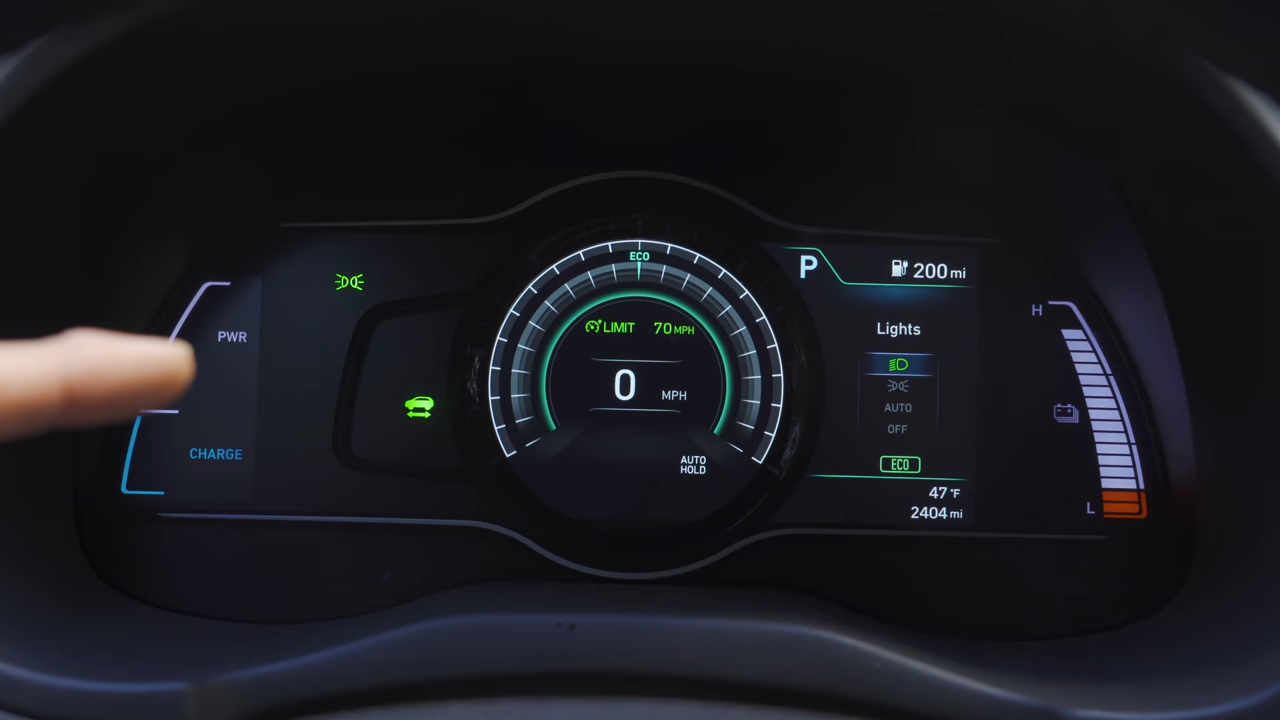 PWR
CHARGE
ECO
LIMIT 70 MPH
0 MPH
AUTO
HOLD
P 200 mi
Lights
AUTO
OFF
ECO
47 °F
2404 mi
H
L